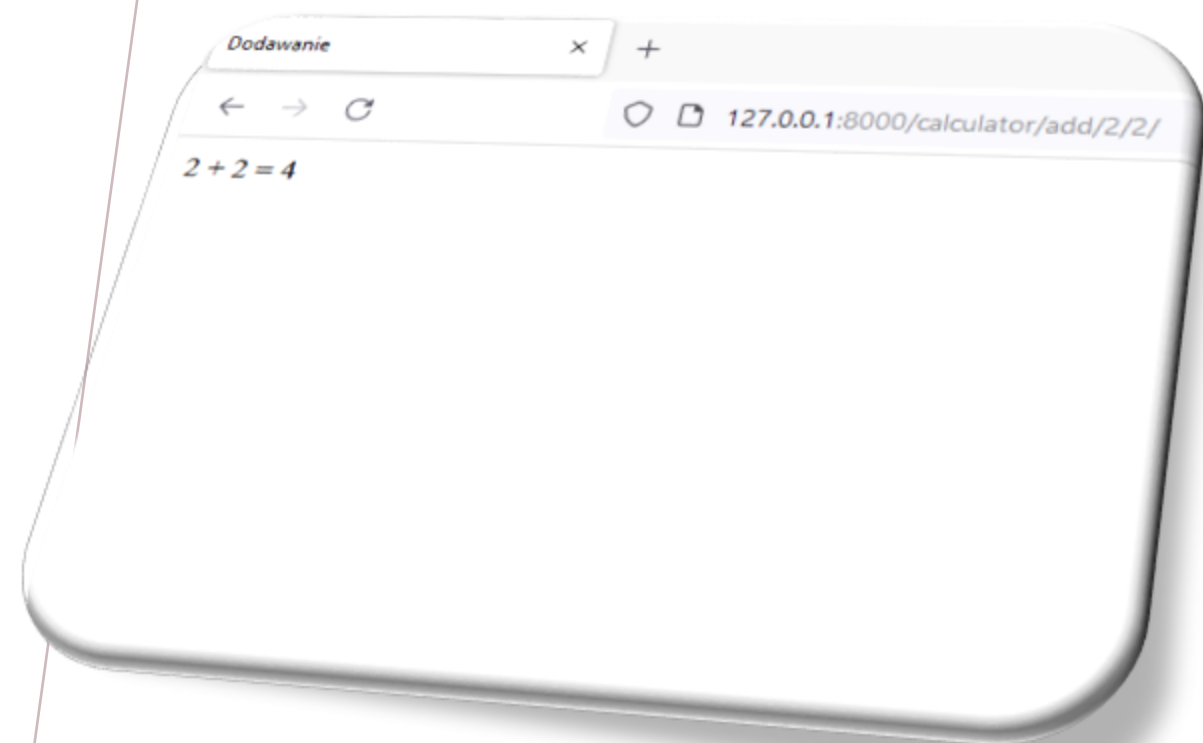 Dodawanie
127.0.0.1:8000/calculator/add/2/2/
2 + 2 = 4